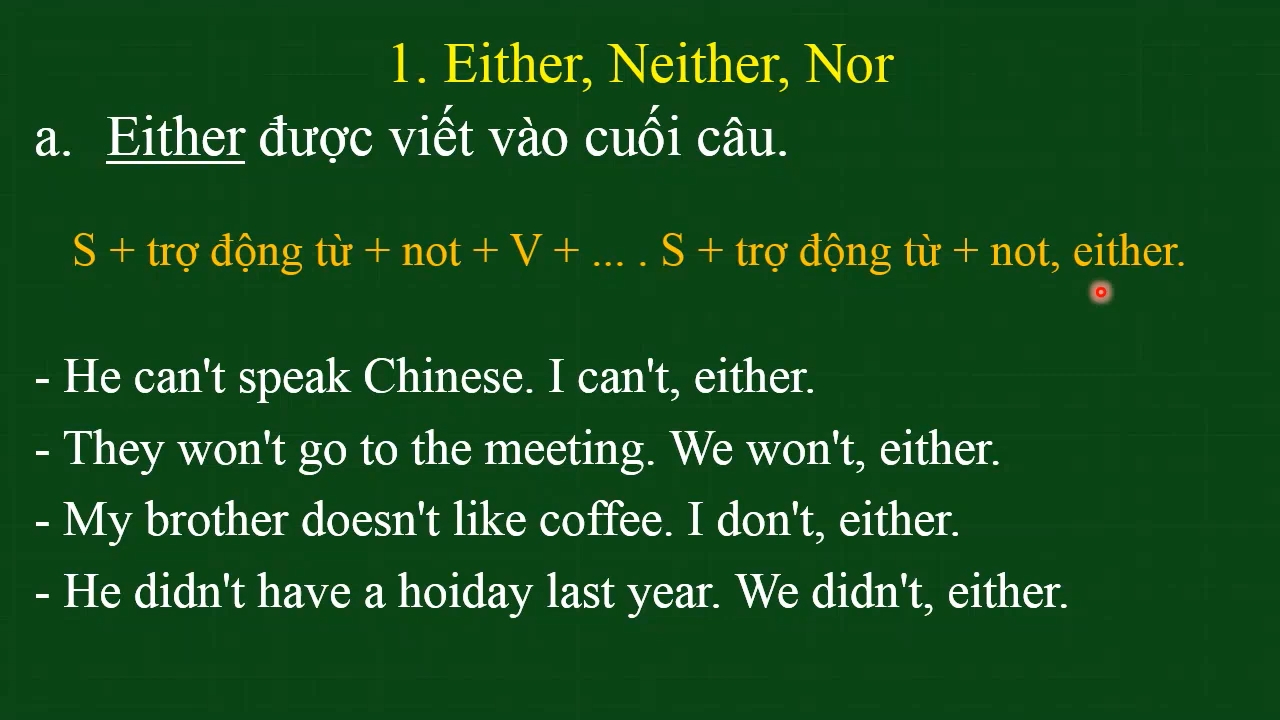 1. Either, Neither, Nor
a. Either được viết vào cuối câu.
S + trợ động từ + not + V + ... . S + trợ động từ + not, either.
- He can't speak Chinese. I can't, either.
- They won't go to the meeting. We won't, either.
- My brother doesn't like coffee. I don't, either.
- He didn't have a hoiday last year. We didn't, either.